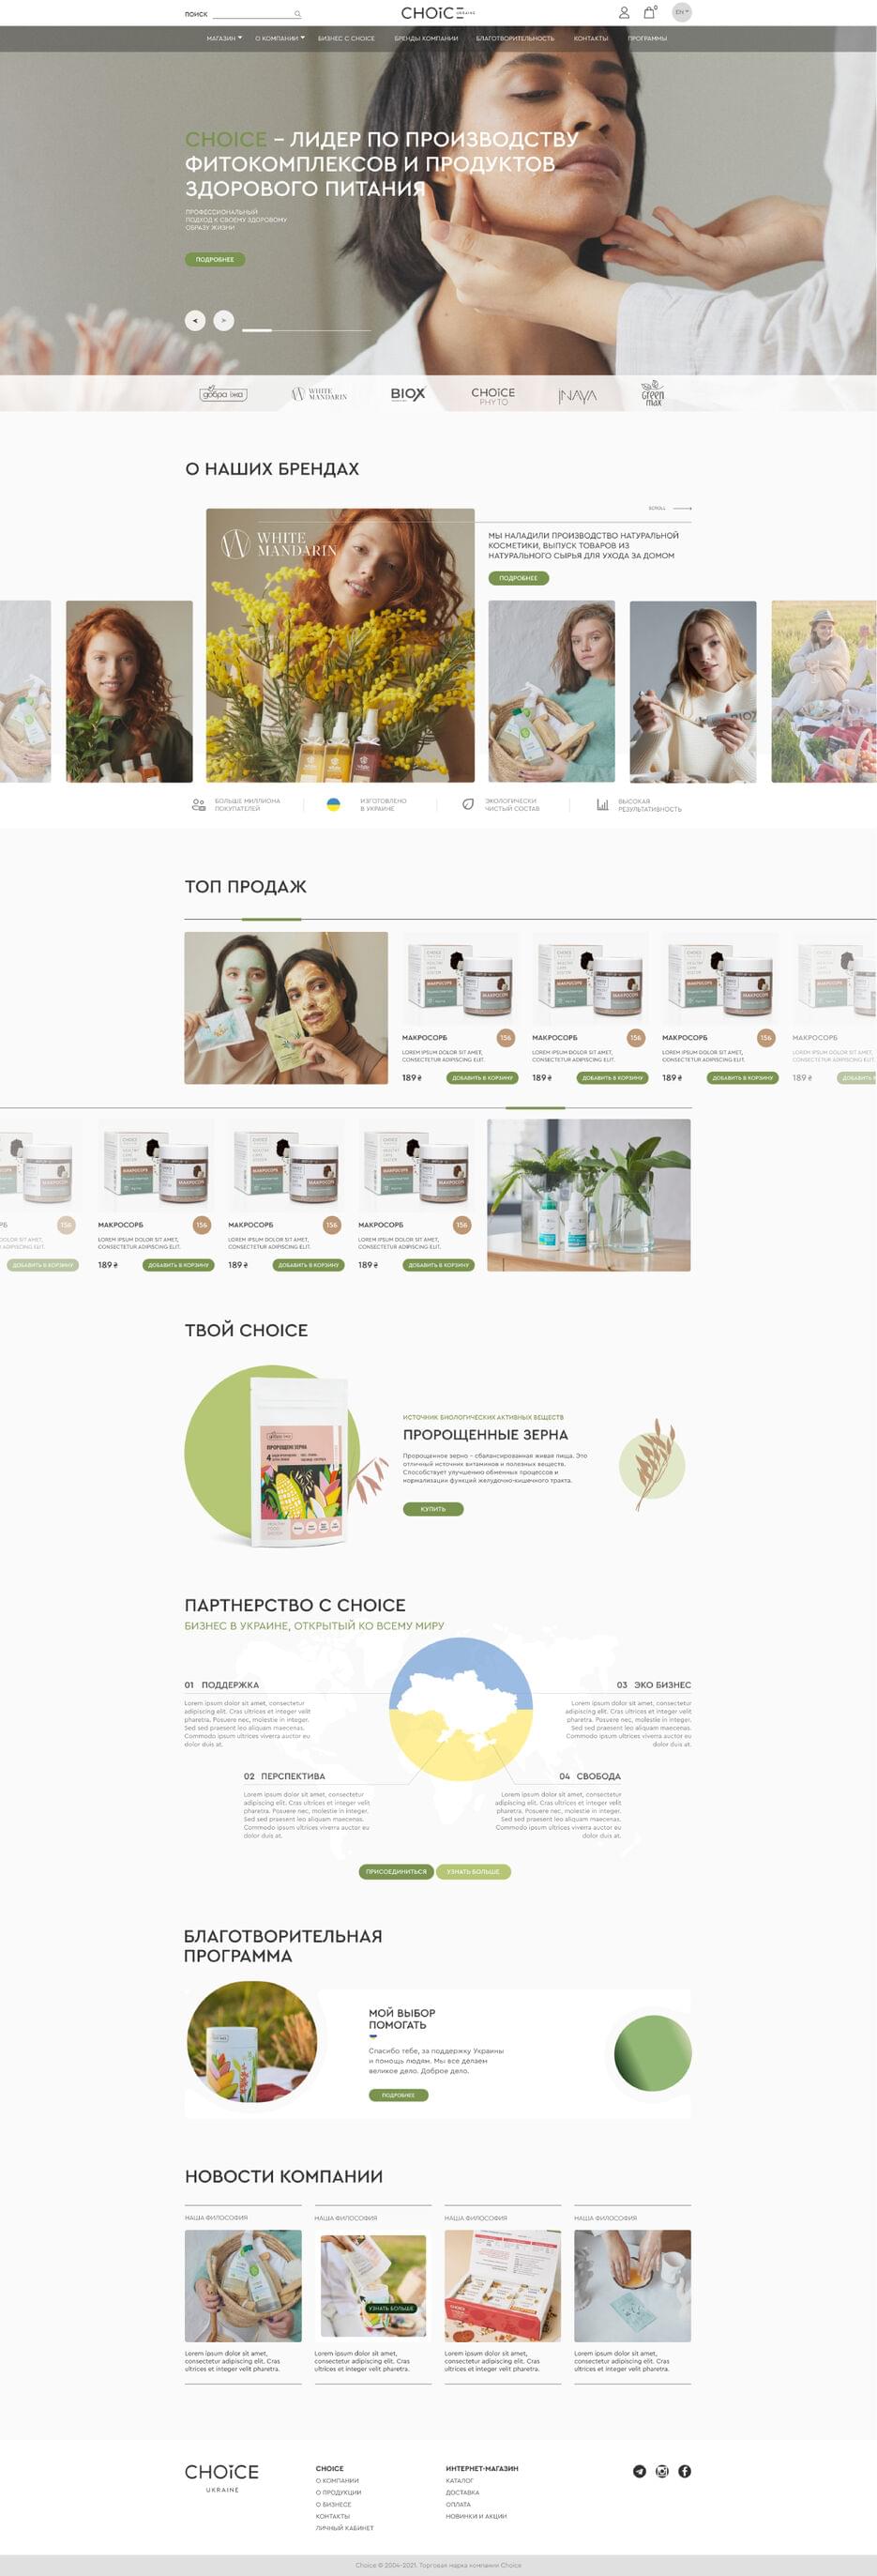 ПОИСК
CHOICE UKRAINE
0
EN
МАГАЗИН О КОМПАНИИ БИЗНЕС С CHOICE БРЕНДЫ КОМПАНИИ БЛАГОТВОРИТЕЛЬНОСТЬ КОНТАКТЫ ПРОГРАММЫ
CHOICE – ЛИДЕР ПО ПРОИЗВОДСТВУ
ФИТОКОМПЛЕКСОВ И ПРОДУКТОВ
ЗДОРОВОГО ПИТАНИЯ
ПРОФЕССИОНАЛЬНЫЙ
ПОДХОД К СВОЕМУ ЗДОРОВОМУ
ОБРАЗУ ЖИЗНИ
ПОДРОБНЕЕ
добра їжа
WHITE
MANDARIN
BIOX
CHOICE
PHYTO
INAYA
Green
max
О НАШИХ БРЕНДАХ
SCROLL
WHITE
MANDARIN
МЫ НАЛАДИЛИ ПРОИЗВОДСТВО НАТУРАЛЬНОЙ
КОСМЕТИКИ, ВЫПУСК ТОВАРОВ ИЗ
НАТУРАЛЬНОГО СЫРЬЯ ДЛЯ УХОДА ЗА ДОМОМ
ПОДРОБНЕЕ
БОЛЬШЕ МИЛЛИОНА
ПОКУПАТЕЛЕЙ
ИЗГОТОВЛЕНО
В УКРАИНЕ
ЭКОЛОГИЧЕСКИ
ЧИСТЫЙ СОСТАВ
ВЫСОКАЯ
РЕЗУЛЬТАТИВНОСТЬ
ТОП ПРОДАЖ
МАКРОСОРБ 156 МАКРОСОРБ 156 МАКРОСОРБ 156 МАКРОСОРБ
LOREM IPSUM DOLOR SIT AMET, LOREM IPSUM DOLOR SIT AMET, LOREM IPSUM DOLOR SIT AMET, LOREM IPSUM DOLOR SIT AMET,
CONSECTETUR ADIPISCING ELIT. CONSECTETUR ADIPISCING ELIT. CONSECTETUR ADIPISCING ELIT. CONSECTETUR ADIPISCING ELIT.
189 ₴ ДОБАВИТЬ В КОРЗИНУ 189 ₴ ДОБАВИТЬ В КОРЗИНУ 189 ₴ ДОБАВИТЬ В КОРЗИНУ 189 ₴
156 МАКРОСОРБ 156 МАКРОСОРБ 156 МАКРОСОРБ 156
DOLOR SIT AMET, LOREM IPSUM DOLOR SIT AMET, LOREM IPSUM DOLOR SIT AMET, LOREM IPSUM DOLOR SIT AMET,
ADIPISCING ELIT. CONSECTETUR ADIPISCING ELIT. CONSECTETUR ADIPISCING ELIT. CONSECTETUR ADIPISCING ELIT.
ДОБАВИТЬ В КОРЗИНУ 189 ₴ ДОБАВИТЬ В КОРЗИНУ 189 ₴ ДОБАВИТЬ В КОРЗИНУ 189 ₴ ДОБАВИТЬ В КОРЗИНУ
ТВОЙ CHOICE
ПРОРОЩЕНІ ЗЕРНА
ИСТОЧНИК БИОЛОГИЧЕСКИХ АКТИВНЫХ ВЕЩЕСТВ
ПРОРОЩЕННЫЕ ЗЕРНА
Пророщенное зерно – сбалансированная живая пища. Это
отличный источник витаминов и полезных веществ.
Способствует улучшению обменных процессов и
нормализации функций желудочно-кишечного тракта.
КУПИТЬ
ПАРТНЕРСТВО С CHOICE
БИЗНЕС В УКРАИНЕ, ОТКРЫТЫЙ КО ВСЕМУ МИРУ
01 ПОДДЕРЖКА
Lorem ipsum dolor sit amet, consectetur
adipiscing elit. Cras ultrices et integer velit
pharetra. Posuere nec, molestie in integer.
Sed sed praesent leo aliquam maecenas.
Commodo ipsum ultrices viverra auctor eu
dolor duis at.
03 ЭКО БИЗНЕС
Lorem ipsum dolor sit amet, consectetur
adipiscing elit. Cras ultrices et integer velit
pharetra. Posuere nec, molestie in integer.
Sed sed praesent leo aliquam maecenas.
Commodo ipsum ultrices viverra auctor eu
dolor duis at.
02 ПЕРСПЕКТИВА
Lorem ipsum dolor sit amet, consectetur
adipiscing elit. Cras ultrices et integer velit
pharetra. Posuere nec, molestie in integer.
Sed sed praesent leo aliquam maecenas.
Commodo ipsum ultrices viverra auctor eu
dolor duis at.
04 СВОБОДА
Lorem ipsum dolor sit amet, consectetur
adipiscing elit. Cras ultrices et integer velit
pharetra. Posuere nec, molestie in integer.
Sed sed praesent leo aliquam maecenas.
Commodo ipsum ultrices viverra auctor eu
dolor duis at.
ПРИСОЕДИНИТЬСЯ УЗНАТЬ БОЛЬШЕ
БЛАГОТВОРИТЕЛЬНАЯ
ПРОГРАММА
МОЙ ВЫБОР
ПОМОГАТЬ
Спасибо тебе, за поддержку Украины
и помощь людям. Мы все делаем
великое дело. Доброе дело.
ПОДРОБНЕЕ
НОВОСТИ КОМПАНИИ
НАША ФИЛОСОФИЯ НАША ФИЛОСОФИЯ НАША ФИЛОСОФИЯ НАША ФИЛОСОФИЯ
УЗНАТЬ БОЛЬШЕ
Lorem ipsum dolor sit amet, Lorem ipsum dolor sit amet, Lorem ipsum dolor sit amet, Lorem ipsum dolor sit amet,
consectetur adipiscing elit. Cras consectetur adipiscing elit. Cras consectetur adipiscing elit. Cras consectetur adipiscing elit. Cras
ultrices et integer velit pharetra. ultrices et integer velit pharetra. ultrices et integer velit pharetra. ultrices et integer velit pharetra.
CHOICE
UKRAINE
CHOICE
О КОМПАНИИ
О ПРОДУКЦИИ
О БИЗНЕСЕ
КОНТАКТЫ
ЛИЧНЫЙ КАБИНЕТ
ИНТЕРНЕТ-МАГАЗИН
КАТАЛОГ
ДОСТАВКА
ОПЛАТА
НОВИНКИ И АКЦИИ
Choice © 2004-2021. Торговая марка компании Choice